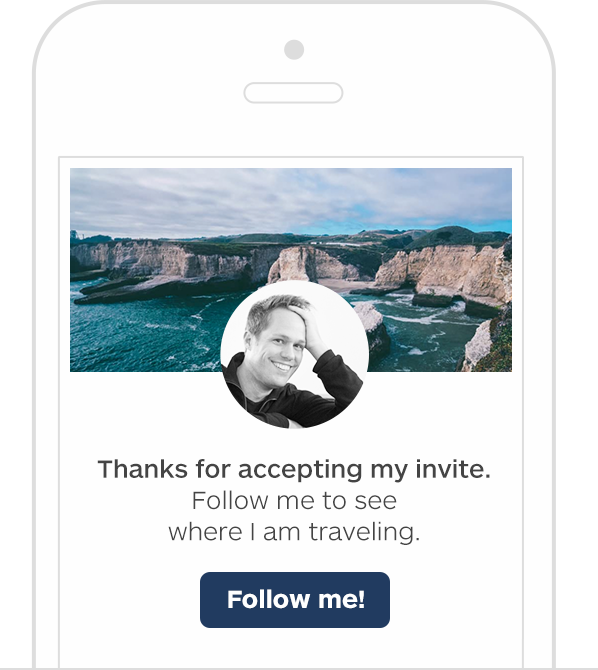 Thanks for accepting my invite.
Follow me to see
where I am traveling.
Follow me!